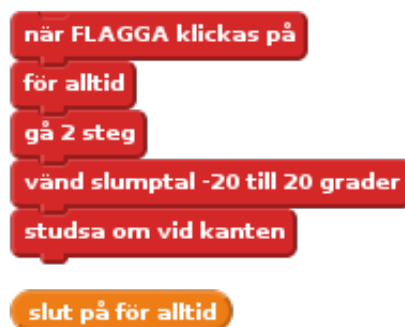 när FLAGGA klickas på
för alltid
gå 2 steg
vänd slumptal -20 till 20 grader
studsa om vid kanten
slut på för alltid